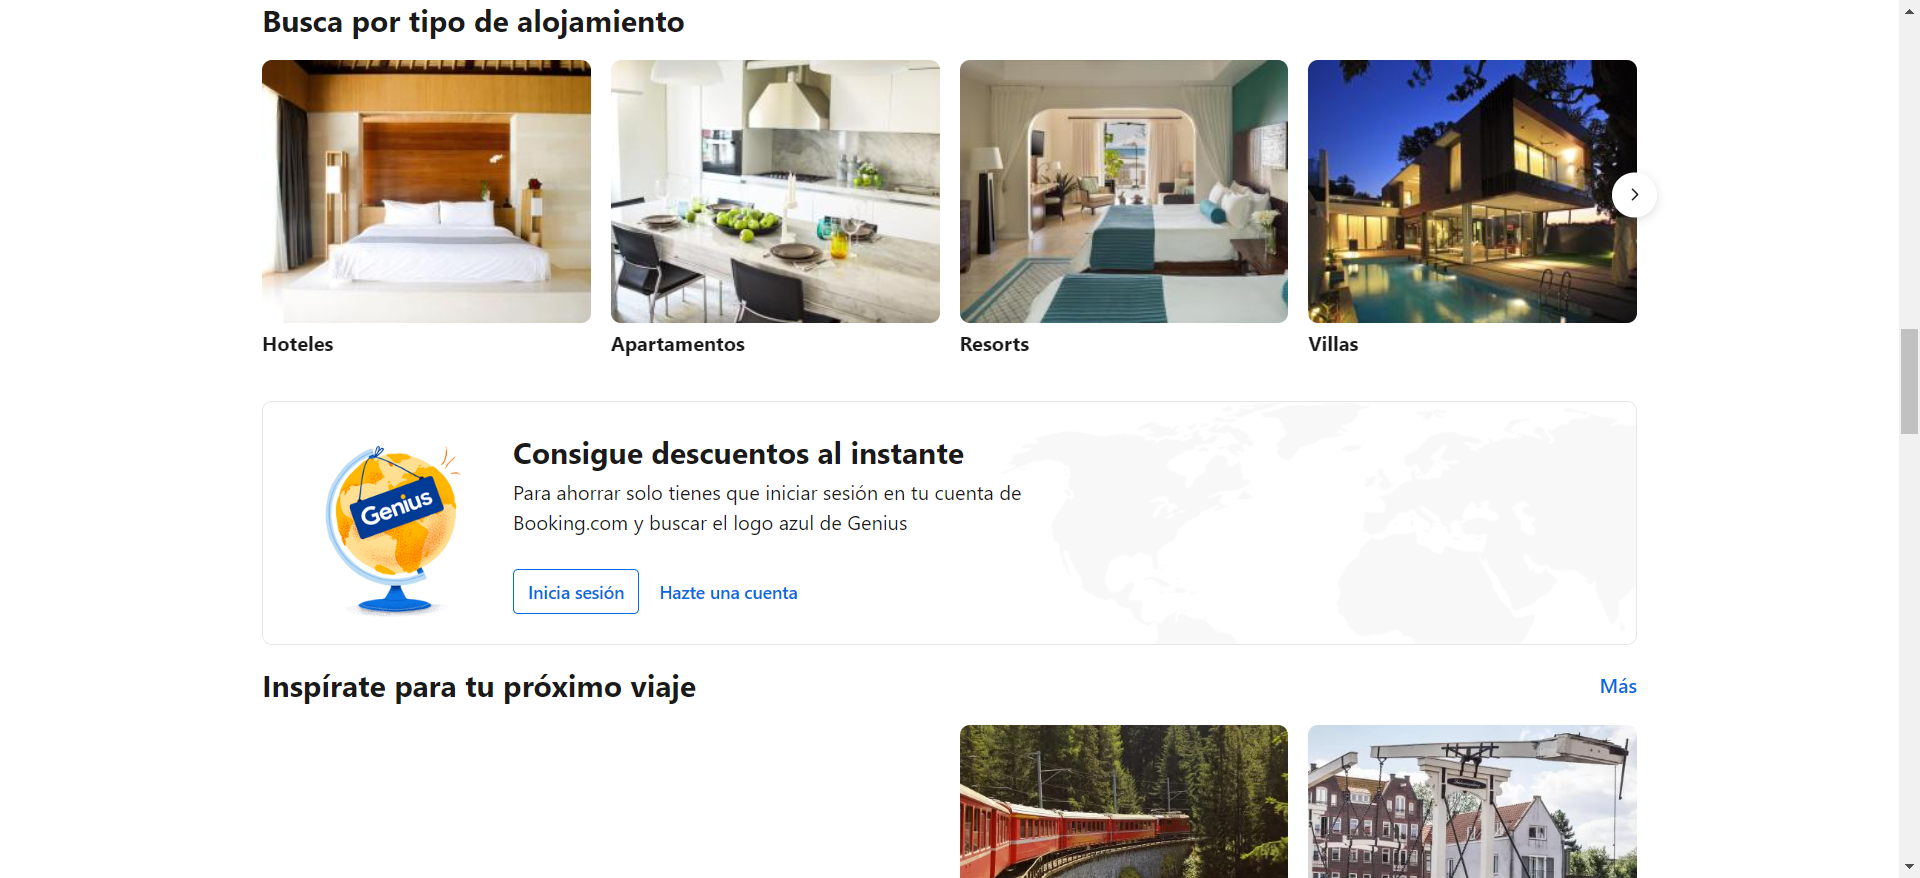 Busca por tipo de alojamiento
Hoteles
Apartamentos
Resorts
Villas
Genius
Consigue descuentos al instante
Para ahorrar solo tienes que iniciar sesión en tu cuenta de
Booking.com y buscar el logo azul de Genius
Inicia sesión
Hazte una cuenta
Inspírate para tu próximo viaje
Más